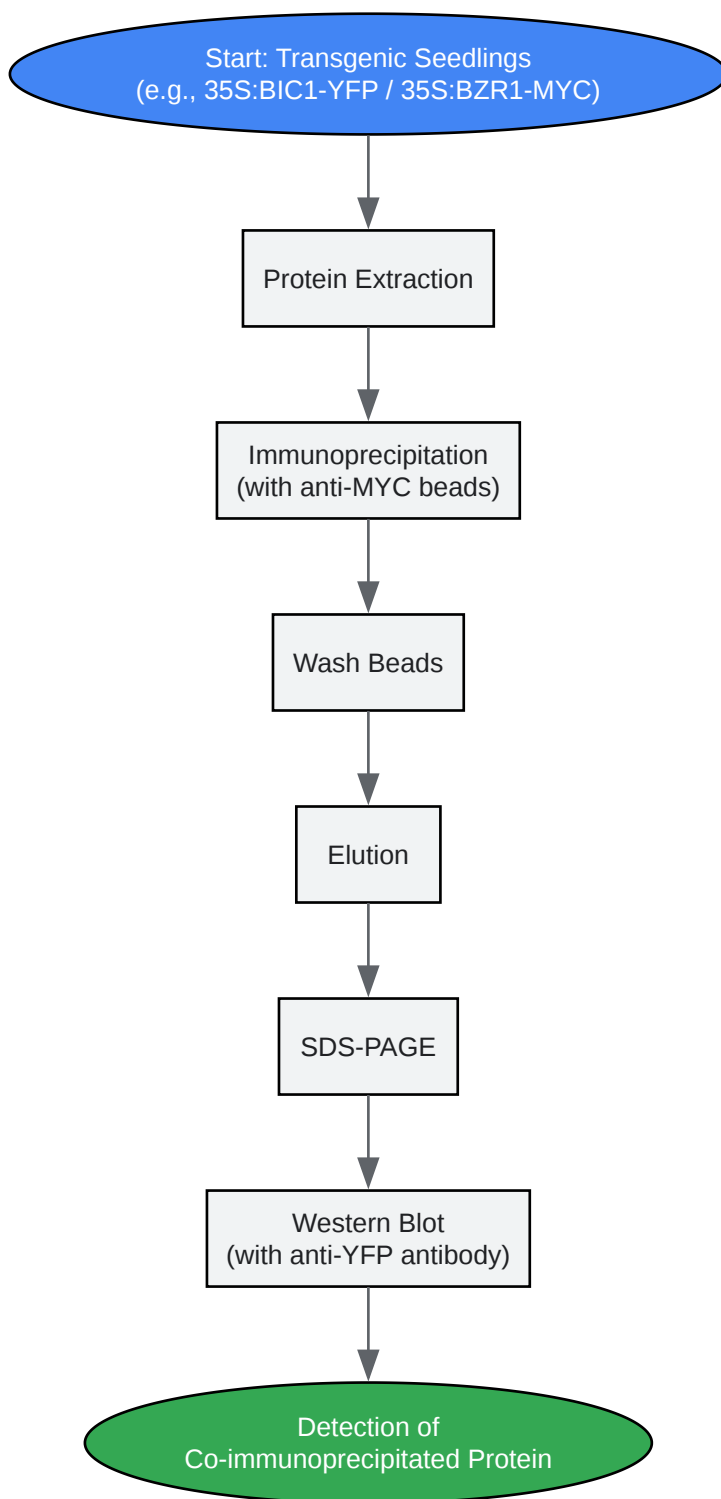 Start: Transgenic Seedlings
(e.g., 35S:BIC1-YFP / 35S:BZR1-MYC)
Protein Extraction
Immunoprecipitation
(with anti-MYC beads)
Wash Beads
Elution
SDS-PAGE
Western Blot
(with anti-YFP antibody)
Detection of
Co-immunoprecipitated Protein